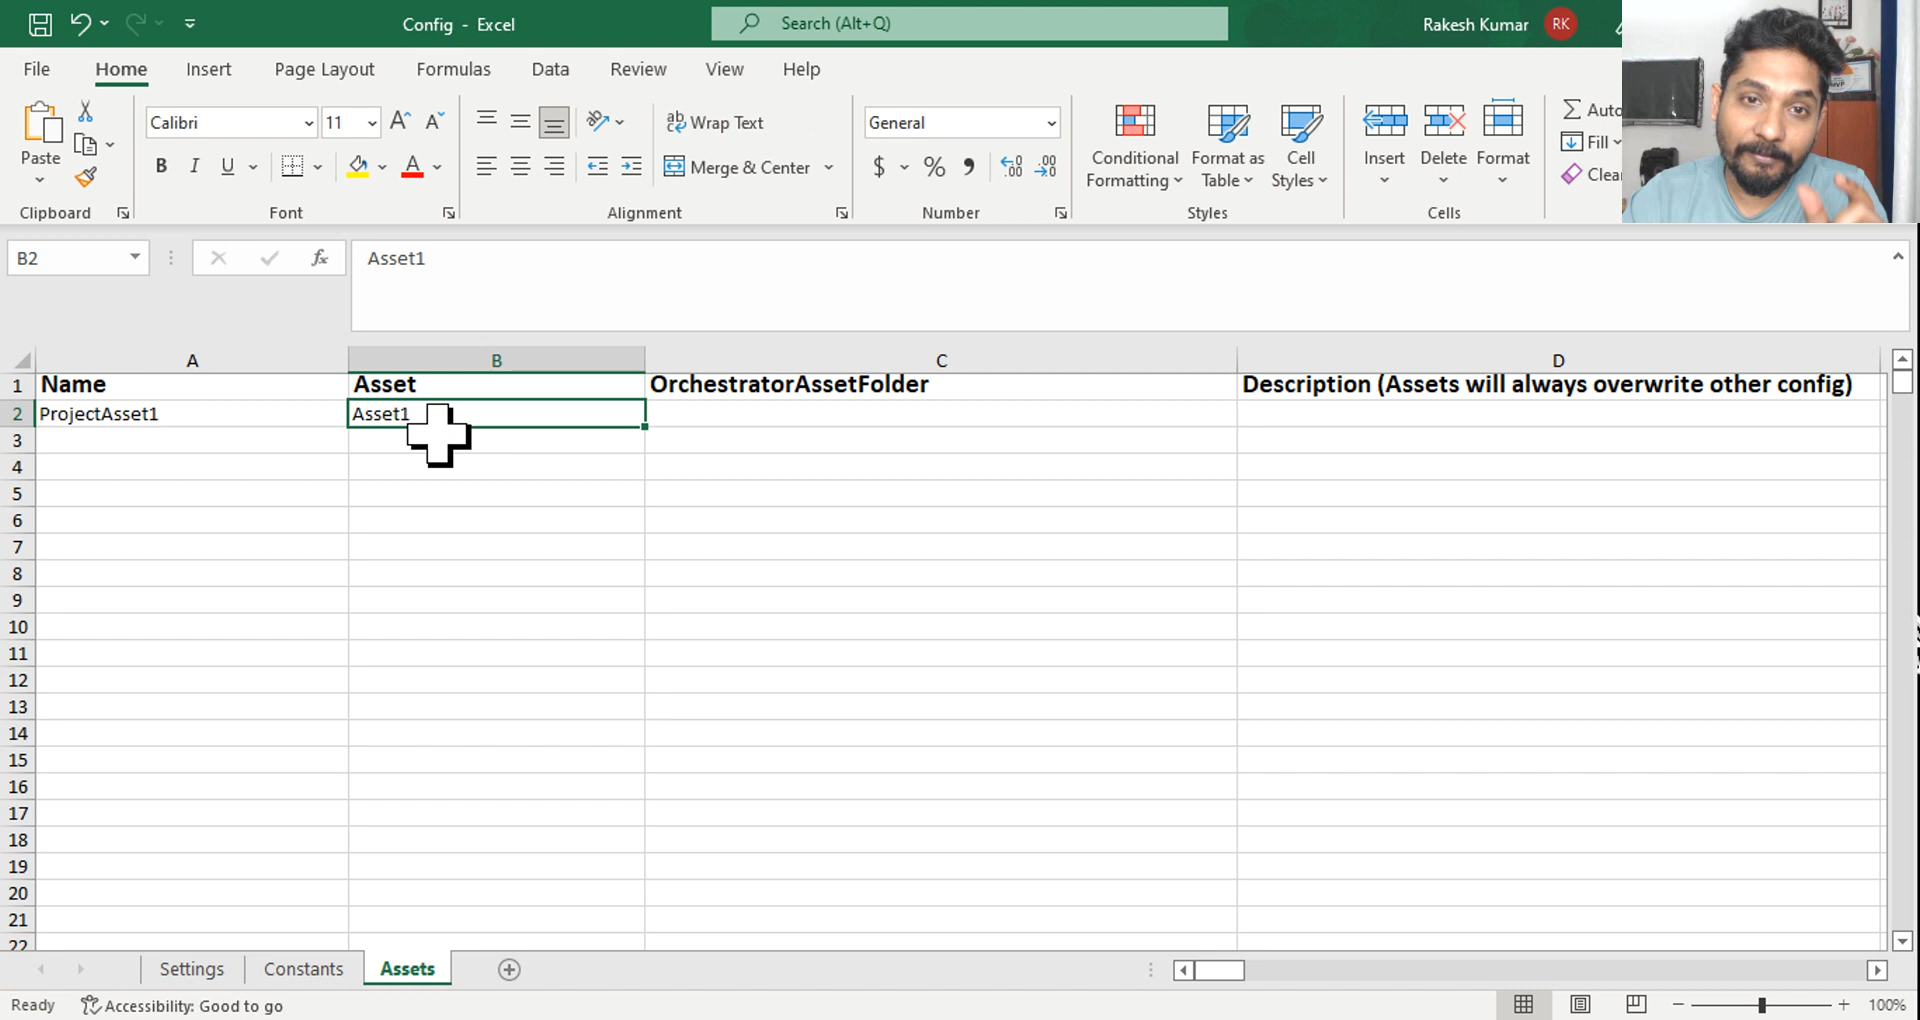 Config - Excel
Search (Alt+Q)
Rakesh Kumar RK
File Home Insert Page Layout Formulas Data Review View Help
Paste
Clipboard
Calibri 11
B I U
Font
Wrap Text
Merge & Center
Alignment
General
$ % ,
Number
Conditional Formatting
Format as Table
Cell Styles
Styles
Insert Delete Format
Cells
Auto
Fill
Clea
B2 fx Asset1
A B C D
1 Name Asset OrchestratorAssetFolder Description (Assets will always overwrite other config)
2 ProjectAsset1 Asset1
3
4
5
6
7
8
9
10
11
12
13
14
15
16
17
18
19
20
21
22
Settings Constants Assets
Ready Accessibility: Good to go 100%